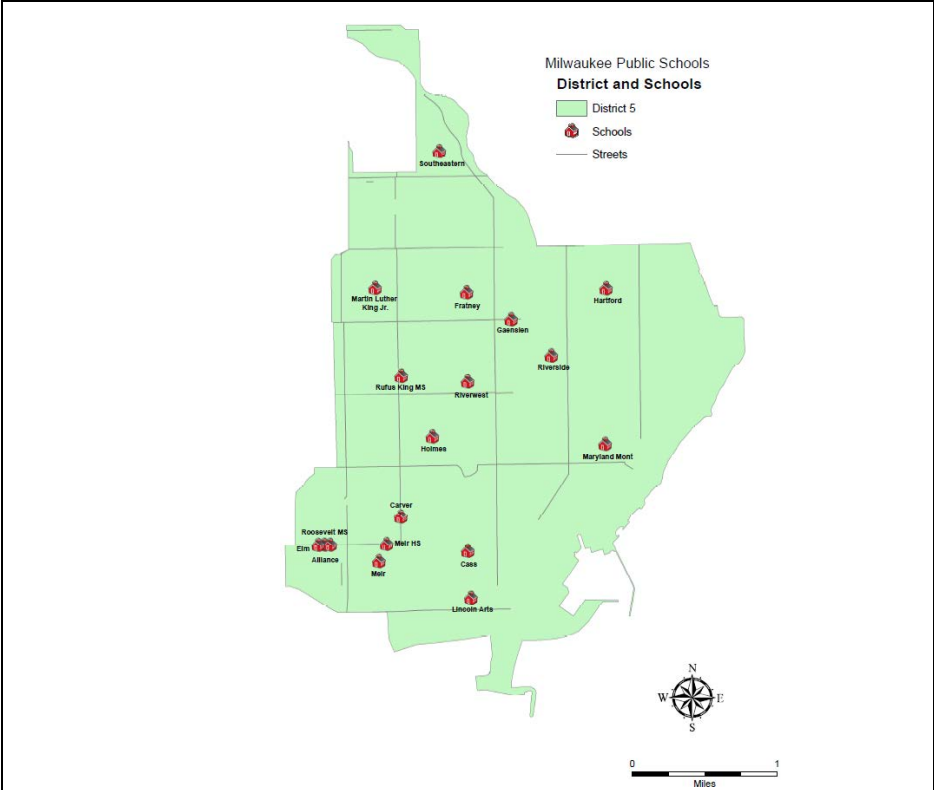 Milwaukee Public Schools
District and Schools
District 5
Schools
Streets
Southeastern
Martin Luther
King Jr.
Fratney
Hartford
Gaenslen
Riverside
Rufus King MS
Riverwest
Holmes
Maryland Mont
Carver
Roosevelt MS
Elm
Meir HS
Alliance
Cass
Meir
Lincoln Arts
N
W
E
S
0
1
Miles